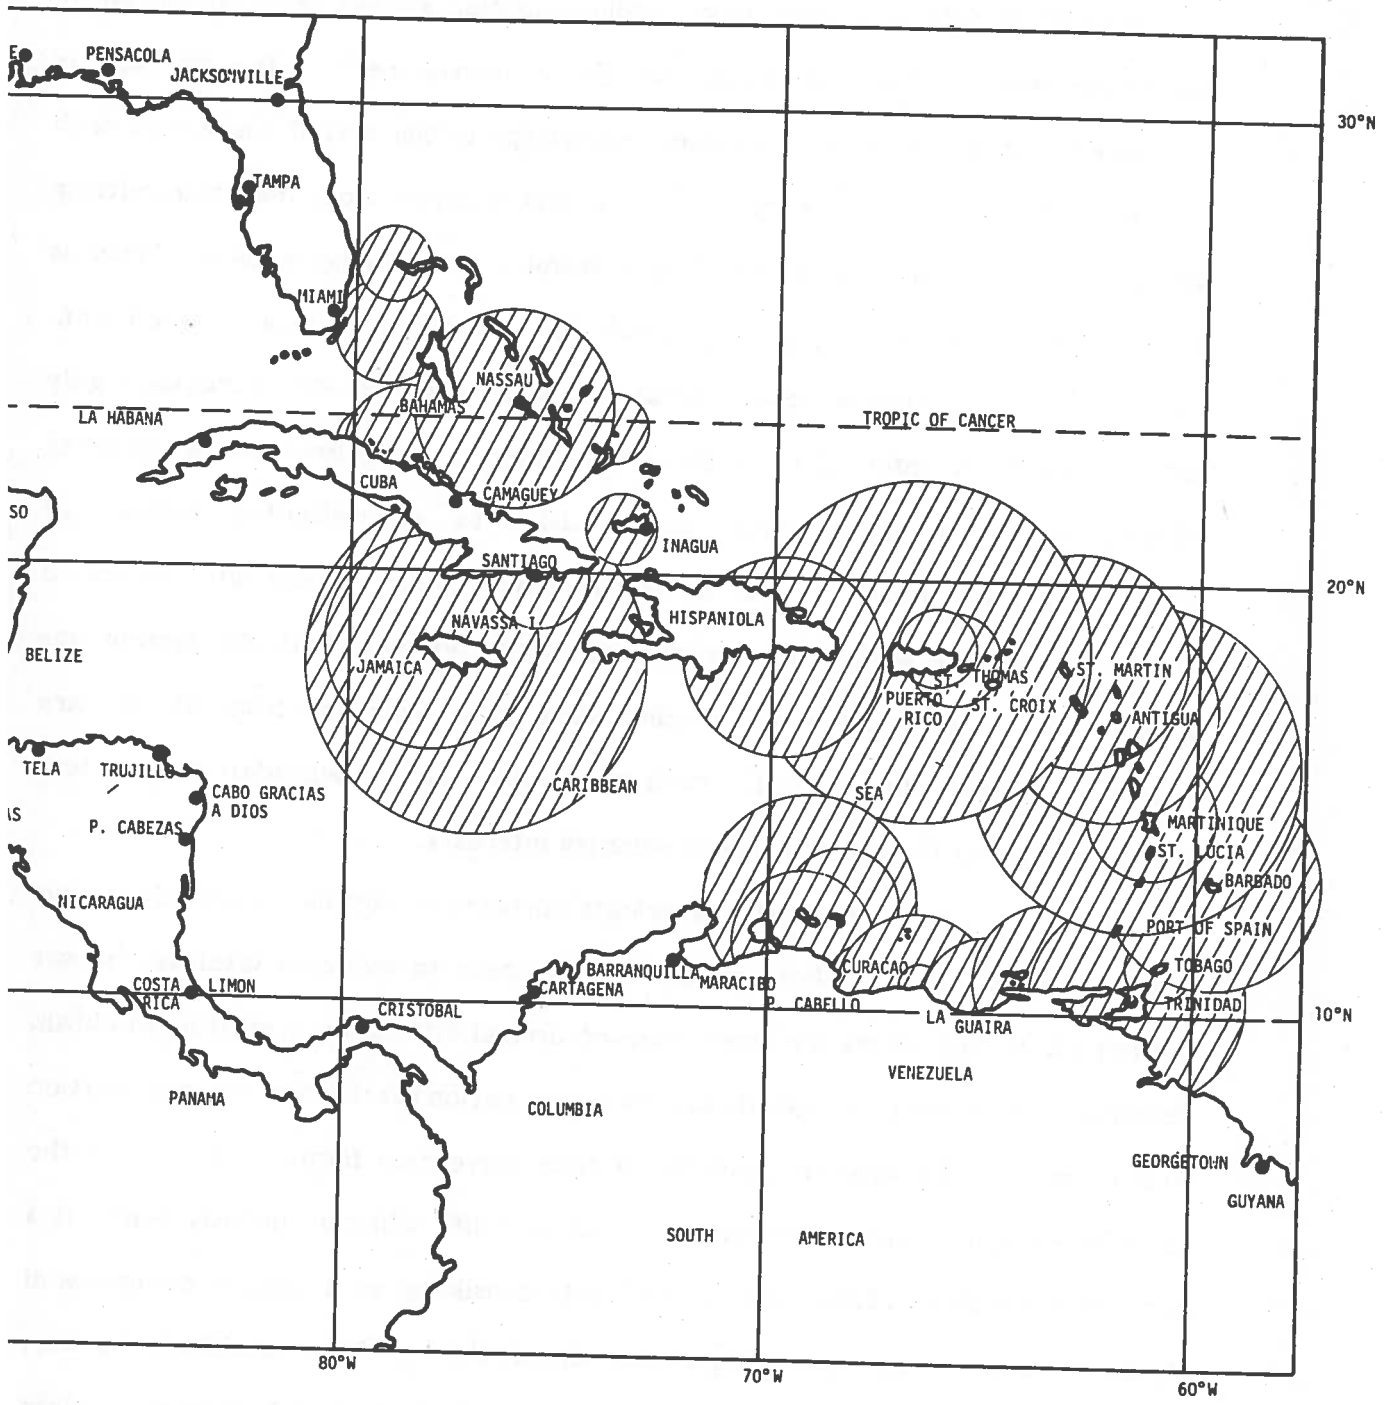 E
PENSACOLA
JACKSONVILLE
30°N
TAMPA
MIAMI
NASSAU
BAHAMAS
LA HABANA
TROPIC OF CANCER
CUBA
CAMAGUEY
SO
INAGUA
SANTIAGO
20°N
HISPANIOLA
NAVASSA I.
BELIZE
JAMAICA
ST. MARTIN
ST. THOMAS
PUERTO
RICO
ST. CROIX
ANTIGUA
TELA
TRUJILLO
CARIBBEAN
SEA
CABO GRACIAS
A DIOS
AS
P. CABEZAS
MARTINIQUE
ST. LUCIA
BARBADO
NICARAGUA
PORT OF SPAIN
BARRANQUILLA
MARACIBO
CURACAO
TOBAGO
COSTA
RICA
LIMON
CARTAGENA
P. CABELLO
TRINIDAD
CRISTOBAL
LA GUAIRA
10°N
VENEZUELA
PANAMA
COLUMBIA
GEORGETOWN
GUYANA
SOUTH AMERICA
80°W
70°W
60°W